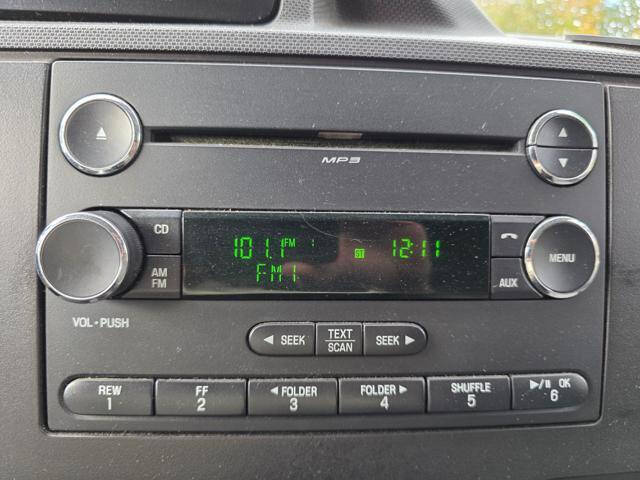 MP3
CD
101.1 FM 1 ST 12:11
FM1
AM
FM
MENU
AUX
VOL•PUSH
◄ SEEK
TEXT
SCAN
SEEK ►
REW
1
FF
2
◄ FOLDER
3
FOLDER ►
4
SHUFFLE
5
►/II OK
6